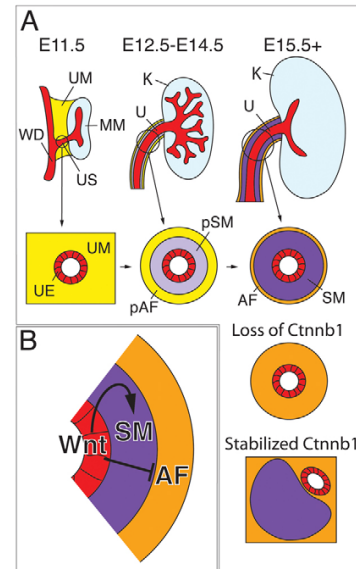 A
E11.5
E12.5-E14.5
E15.5+
UM
K
K
MM
U
U
WD
US
UM
pSM
UE
pAF
AF
SM
B
Loss of Ctnnb1
Wnt
SM
AF
Stabilized Ctnnb1